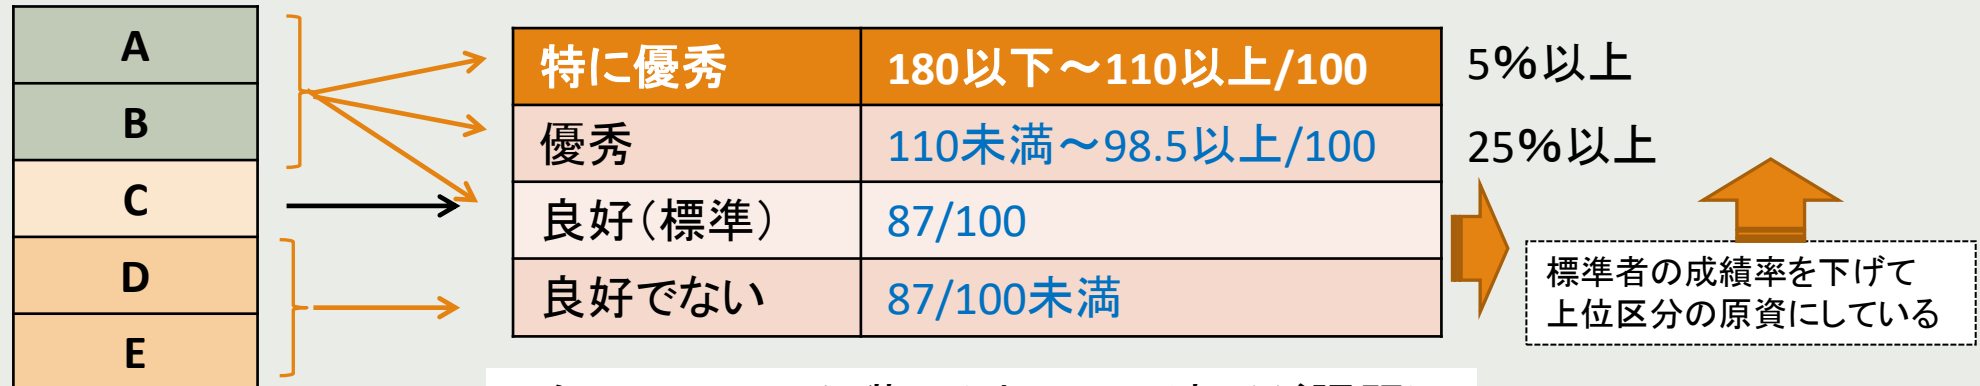 A
B
C
D
E
特に優秀 180以下～110以上/100 5％以上
優秀 110未満～98.5以上/100 25％以上
良好（標準） 87/100
良好でない 87/100未満
標準者の成績率を下げて
上位区分の原資にしている